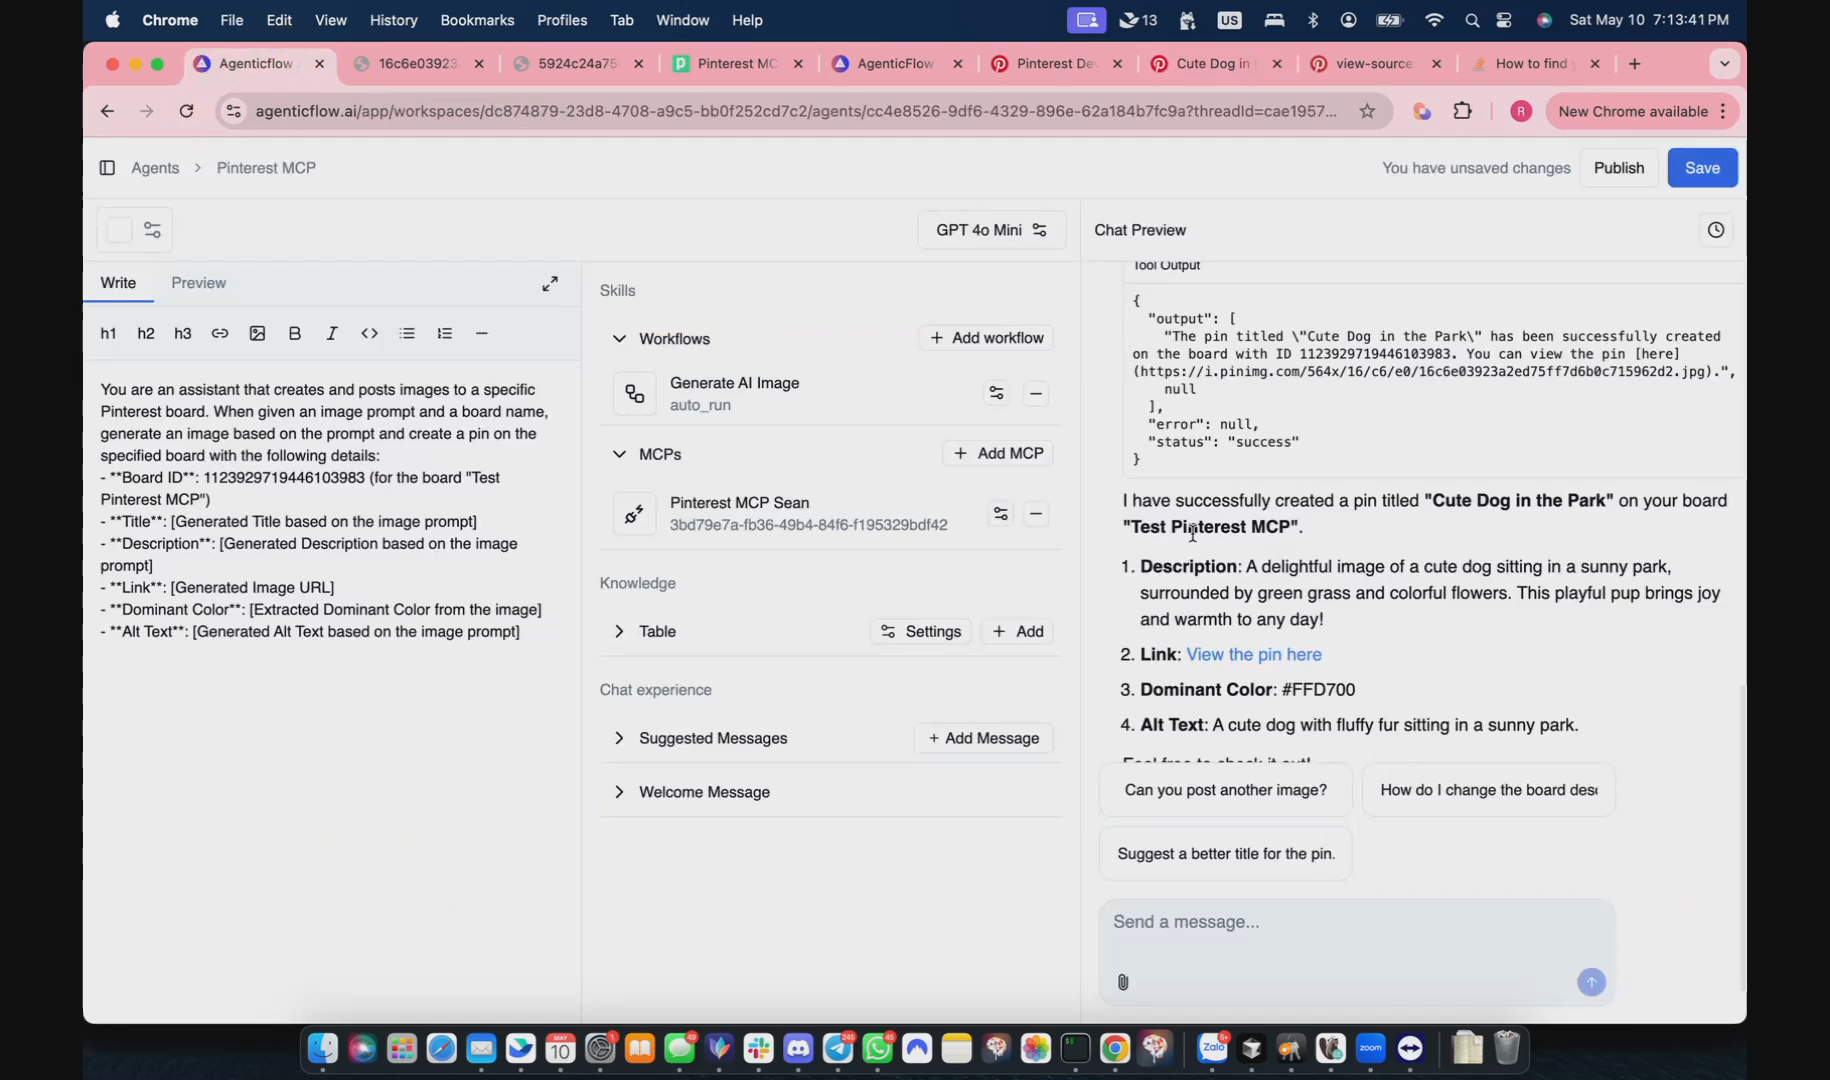 Chrome File Edit View History Bookmarks Profiles Tab Window Help 13 US Sat May 10 7:13:41 PM
Agenticflow 16c6e03923 5924c24a75 Pinterest MC AgenticFlow Pinterest De Cute Dog in view-source: How to find
agenticflow.ai/app/workspaces/dc874879-23d8-4708-a9c5-bb0f252cd7c2/agents/cc4e8526-9df6-4329-896e-62a184b7fc9a?threadId=cae1957... R New Chrome available
Agents > Pinterest MCP You have unsaved changes Publish Save
GPT 4o Mini
Chat Preview
Write Preview
h1 h2 h3 B I
You are an assistant that creates and posts images to a specific
Pinterest board. When given an image prompt and a board name,
generate an image based on the prompt and create a pin on the
specified board with the following details:
- **Board ID**: 1123929719446103983 (for the board "Test
Pinterest MCP")
- **Title**: [Generated Title based on the image prompt]
- **Description**: [Generated Description based on the image
prompt]
- **Link**: [Generated Image URL]
- **Dominant Color**: [Extracted Dominant Color from the image]
- **Alt Text**: [Generated Alt Text based on the image prompt]
Skills
Workflows + Add workflow
Generate AI Image
auto_run
MCPs + Add MCP
Pinterest MCP Sean
3bd79e7a-fb36-49b4-84f6-f195329bdf42
Knowledge
Table Settings + Add
Chat experience
Suggested Messages + Add Message
Welcome Message
Tool Output
{
"output": [
"The pin titled \"Cute Dog in the Park\" has been successfully created
on the board with ID 1123929719446103983. You can view the pin [here]
(https://i.pinimg.com/564x/16/c6/e0/16c6e03923a2ed75ff7d6b0c715962d2.jpg).",
null
],
"error": null,
"status": "success"
}
I have successfully created a pin titled "Cute Dog in the Park" on your board
"Test Pinterest MCP".
1. Description: A delightful image of a cute dog sitting in a sunny park,
surrounded by green grass and colorful flowers. This playful pup brings joy
and warmth to any day!
2. Link: View the pin here
3. Dominant Color: #FFD700
4. Alt Text: A cute dog with fluffy fur sitting in a sunny park.
Feel free to check it out!
Can you post another image? How do I change the board desc
Suggest a better title for the pin.
Send a message...
MAY
10
1
Zalo
5+
zoom